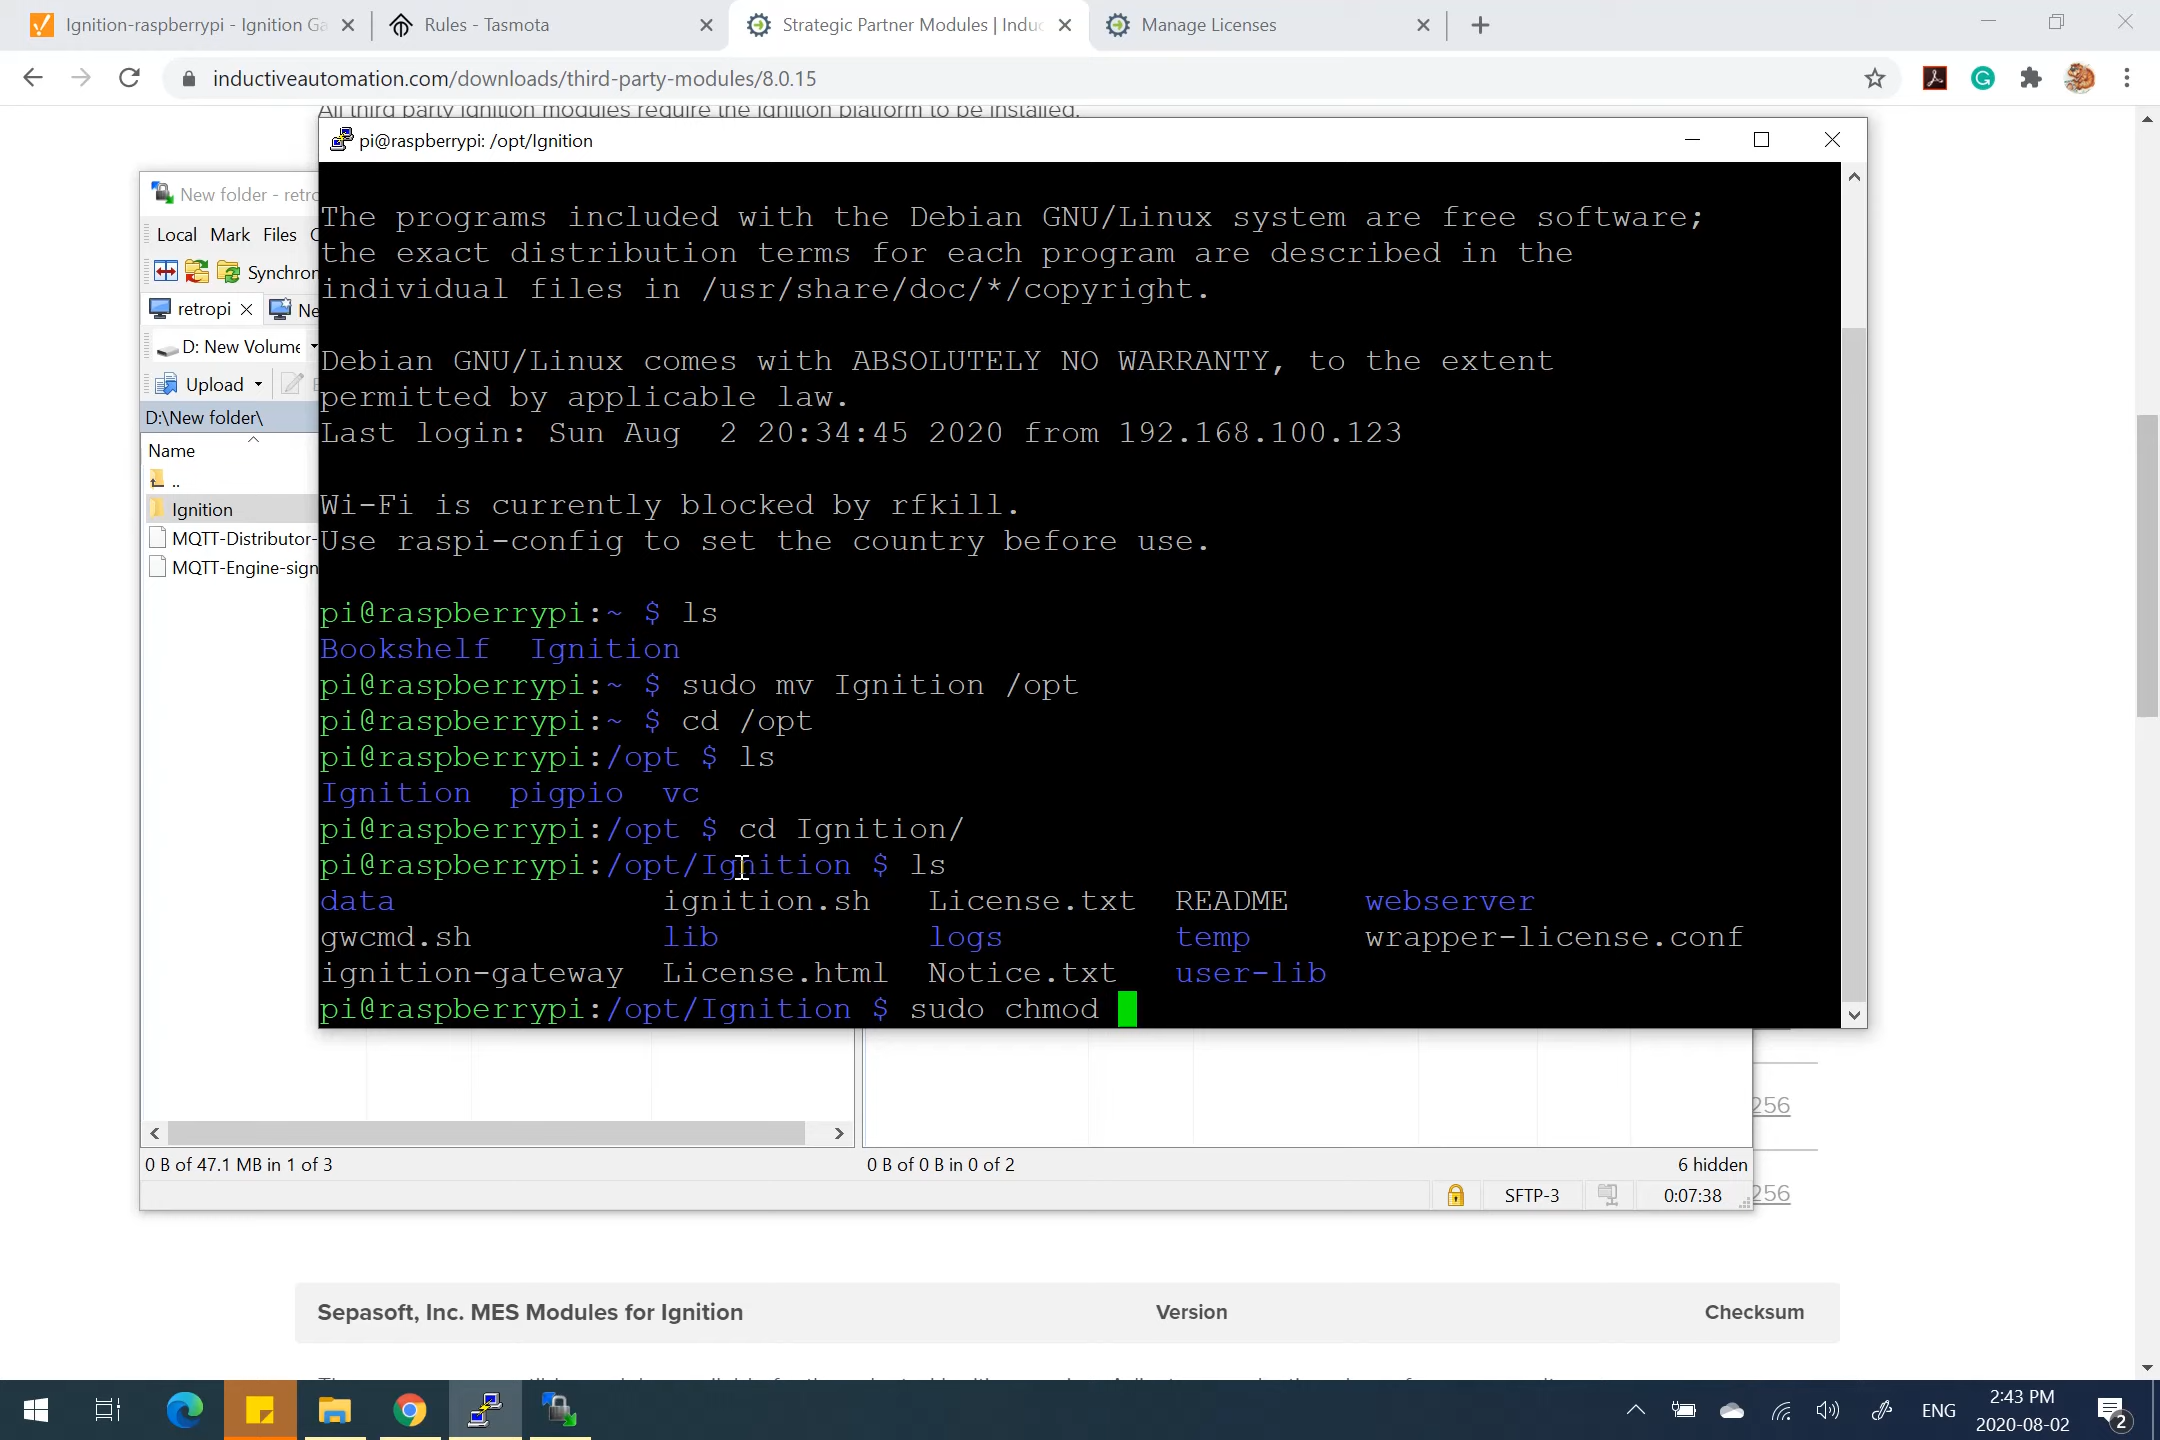 Ignition-raspberrypi - Ignition Ga
Rules - Tasmota
Strategic Partner Modules | Induc
Manage Licenses
inductiveautomation.com/downloads/third-party-modules/8.0.15
All third party Ignition modules require the Ignition platform to be installed.
pi@raspberrypi: /opt/Ignition
New folder - retro
Local Mark Files
Synchron
retropi
Ne
D: New Volume
Upload
D:\New folder\
Name
..
Ignition
MQTT-Distributor-
MQTT-Engine-sign
The programs included with the Debian GNU/Linux system are free software;
the exact distribution terms for each program are described in the
individual files in /usr/share/doc/*/copyright.
Debian GNU/Linux comes with ABSOLUTELY NO WARRANTY, to the extent
permitted by applicable law.
Last login: Sun Aug  2 20:34:45 2020 from 192.168.100.123
Wi-Fi is currently blocked by rfkill.
Use raspi-config to set the country before use.
pi@raspberrypi:~ $ ls
Bookshelf  Ignition
pi@raspberrypi:~ $ sudo mv Ignition /opt
pi@raspberrypi:~ $ cd /opt
pi@raspberrypi:/opt $ ls
Ignition  pigpio  vc
pi@raspberrypi:/opt $ cd Ignition/
pi@raspberrypi:/opt/Ignition $ ls
data              ignition.sh   License.txt  README    webserver
gwcmd.sh          lib           logs         temp      wrapper-license.conf
ignition-gateway  License.html  Notice.txt   user-lib
pi@raspberrypi:/opt/Ignition $ sudo chmod
256
0 B of 47.1 MB in 1 of 3
0 B of 0 B in 0 of 2
6 hidden
SFTP-3
0:07:38
256
Sepasoft, Inc. MES Modules for Ignition
Version
Checksum
ENG
2:43 PM
2020-08-02
2